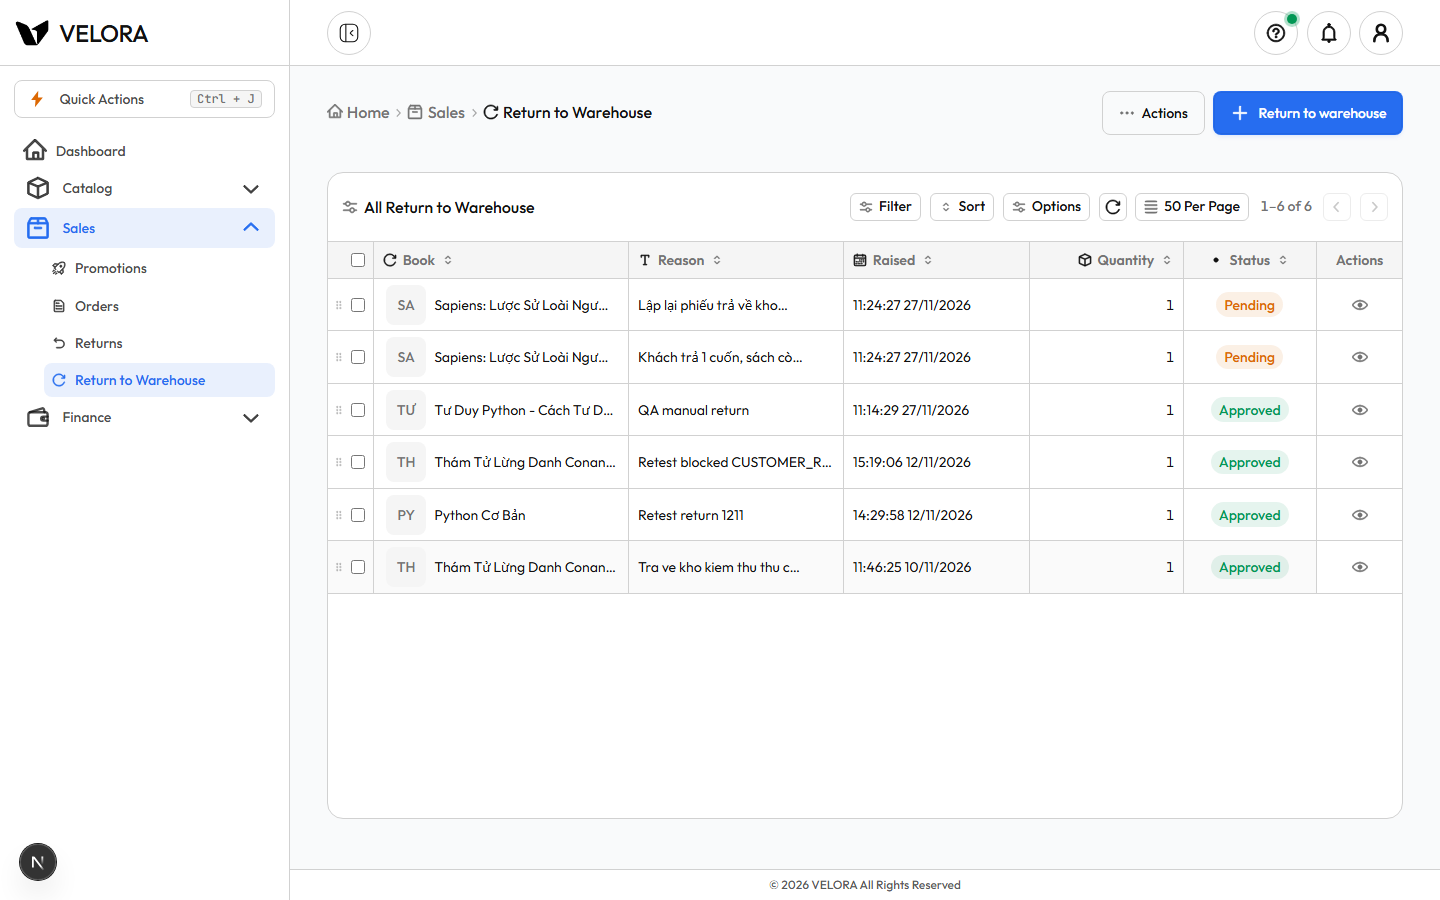 VELORA
Quick Actions Ctrl + J
Dashboard
Catalog
Sales
Promotions
Orders
Returns
Return to Warehouse
Finance
N
Home › Sales › Return to Warehouse
Actions
Return to warehouse
All Return to Warehouse
Filter Sort Options 50 Per Page 1–6 of 6
Book Reason Raised Quantity Status Actions
SA Sapiens: Lược Sử Loài Ngư... Lập lại phiếu trả về kho... 11:24:27 27/11/2026 1 Pending
SA Sapiens: Lược Sử Loài Ngư... Khách trả 1 cuốn, sách cò... 11:24:27 27/11/2026 1 Pending
TƯ Tư Duy Python - Cách Tư D... QA manual return 11:14:29 27/11/2026 1 Approved
TH Thám Tử Lừng Danh Conan... Retest blocked CUSTOMER_R... 15:19:06 12/11/2026 1 Approved
PY Python Cơ Bản Retest return 1211 14:29:58 12/11/2026 1 Approved
TH Thám Tử Lừng Danh Conan... Tra ve kho kiem thu thu c... 11:46:25 10/11/2026 1 Approved
© 2026 VELORA All Rights Reserved